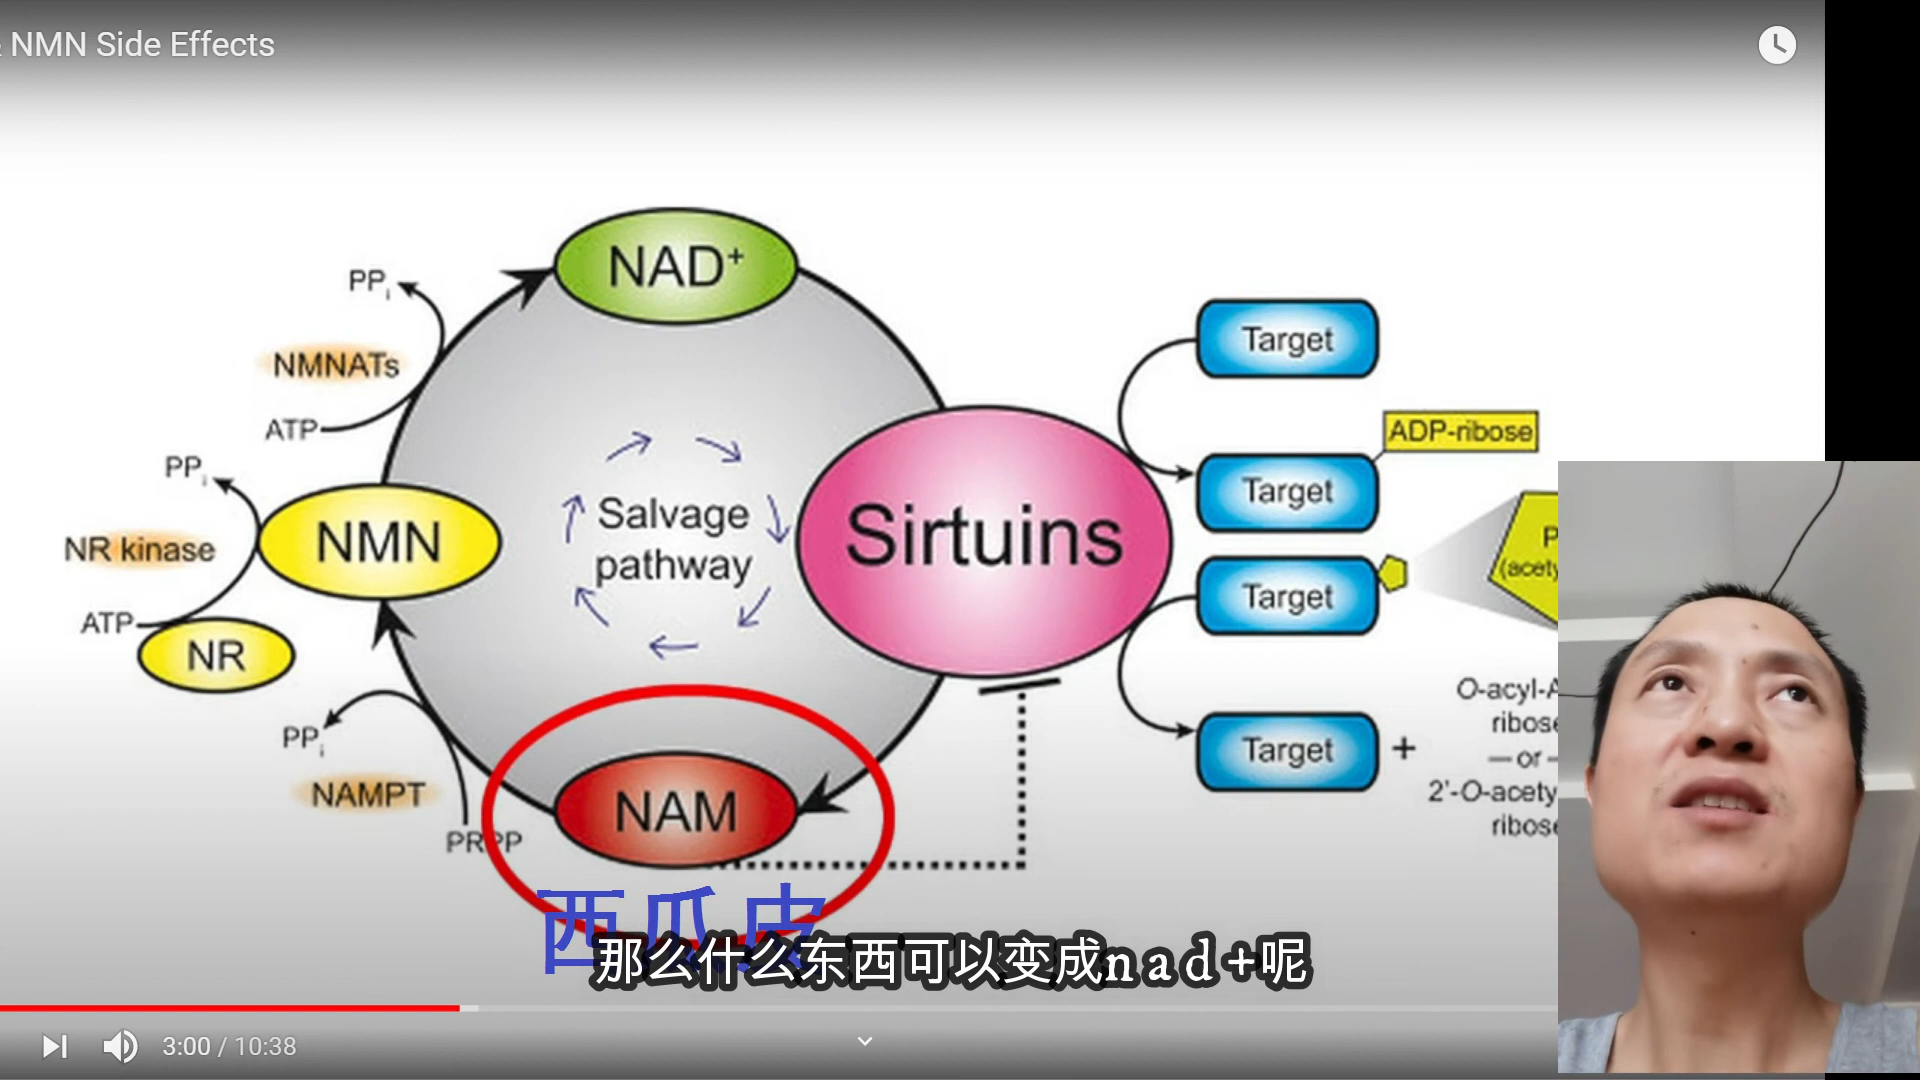 NMN Side Effects
NAD+
PPi
NMNATs
ATP
PPi
NR kinase
ATP
NR
NMN
Salvage
pathway
Sirtuins
Target
ADP-ribose
Target
Target
P
(acety
O-acyl-A
ribose
Target +
—or–
2'-O-acety
ribose
PPi
NAMPT
PRPP
NAM
西瓜皮
那么什么东西可以变成nad+呢
3:00 / 10:38